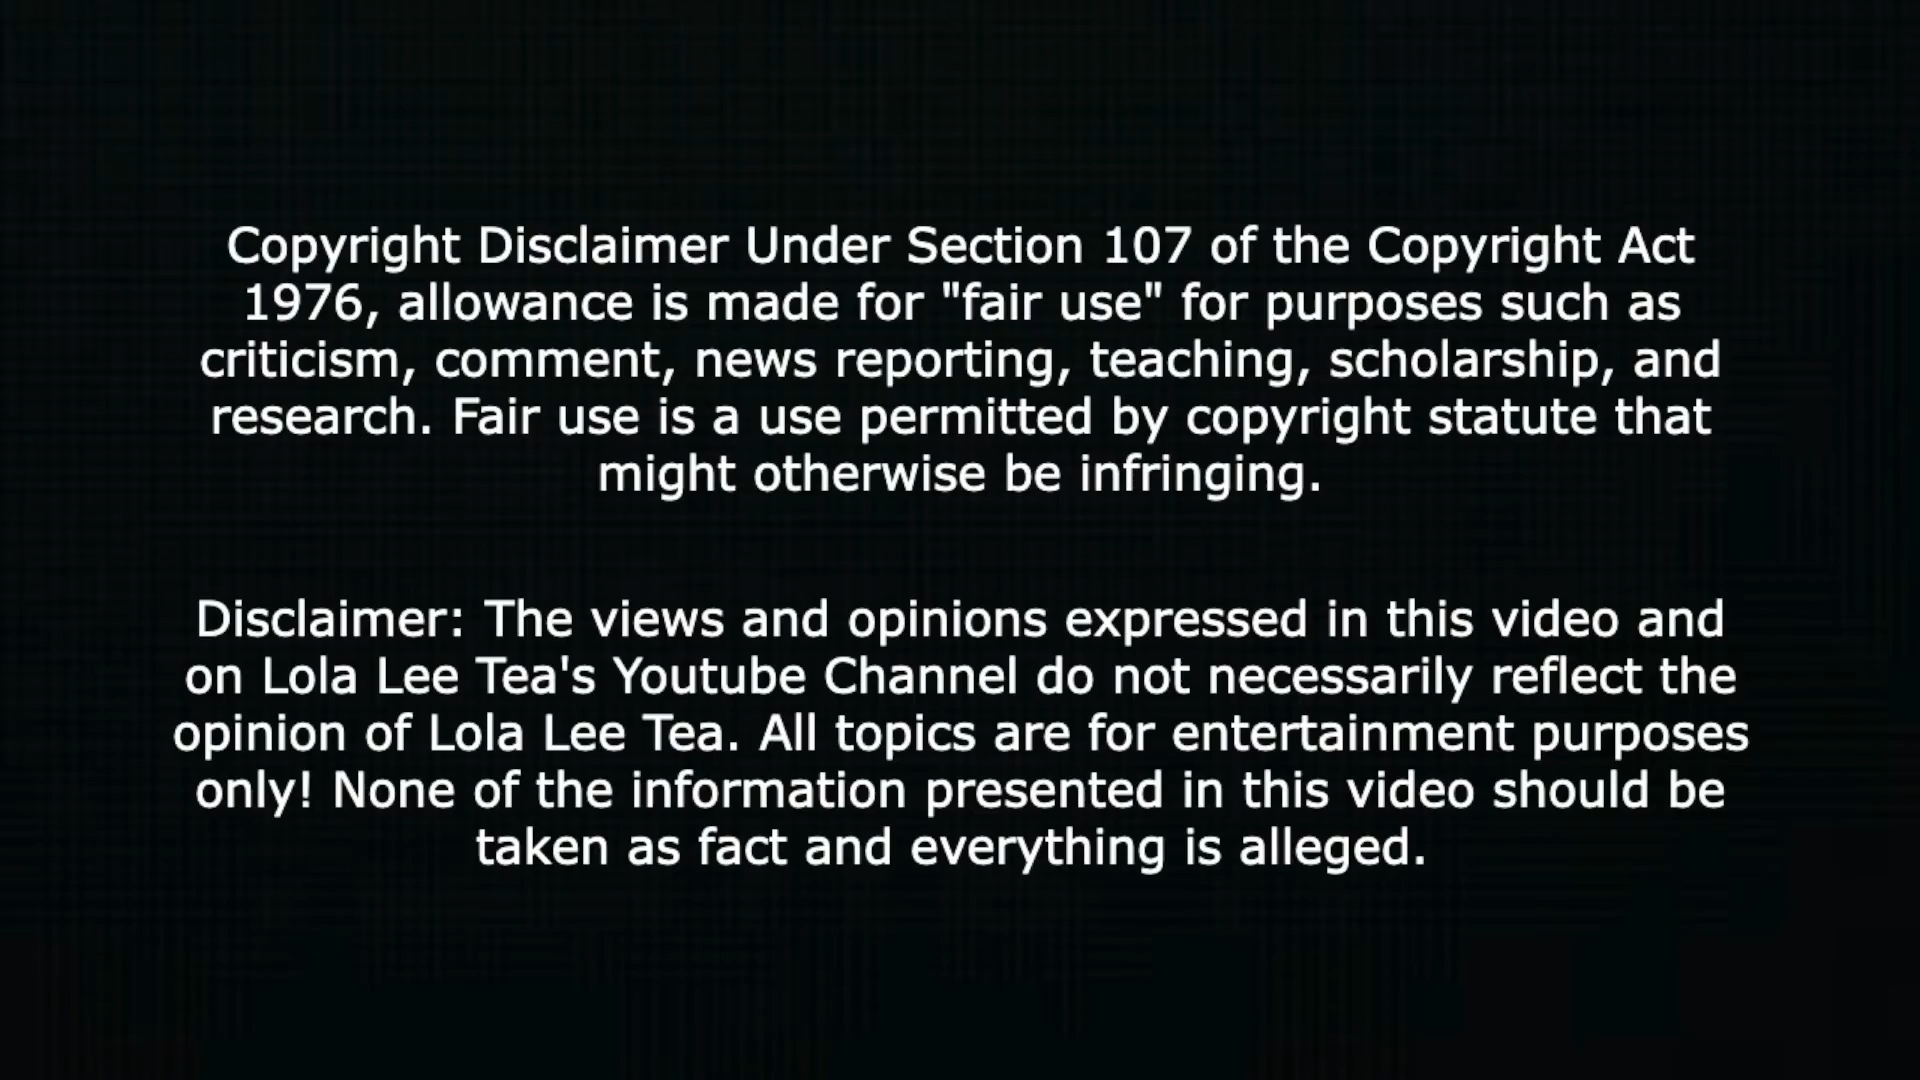 Copyright Disclaimer Under Section 107 of the Copyright Act
1976, allowance is made for "fair use" for purposes such as
criticism, comment, news reporting, teaching, scholarship, and
research. Fair use is a use permitted by copyright statute that
might otherwise be infringing.
Disclaimer: The views and opinions expressed in this video and
on Lola Lee Tea's Youtube Channel do not necessarily reflect the
opinion of Lola Lee Tea. All topics are for entertainment purposes
only! None of the information presented in this video should be
taken as fact and everything is alleged.